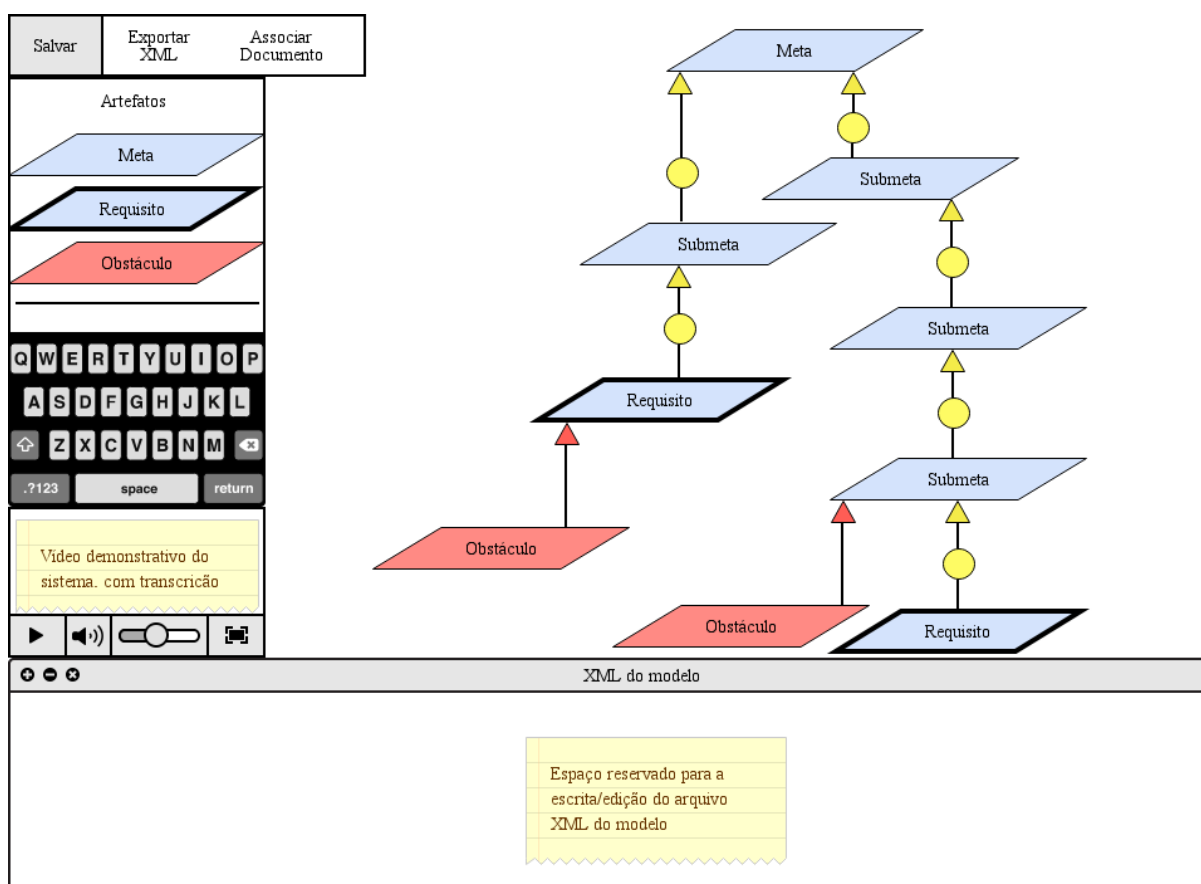 Salvar
Exportar
XML
Associar
Documento
Artefatos
Meta
Requisito
Obstáculo
Q W E R T Y U I O P
A S D F G H J K L
Z X C V B N M
.?123 space return
Video demonstrativo do
sistema. com transcricão
Meta
Submeta
Submeta
Submeta
Requisito
Submeta
Obstáculo
Obstáculo
Requisito
XML do modelo
Espaço reservado para a
escrita/edição do arquivo
XML do modelo